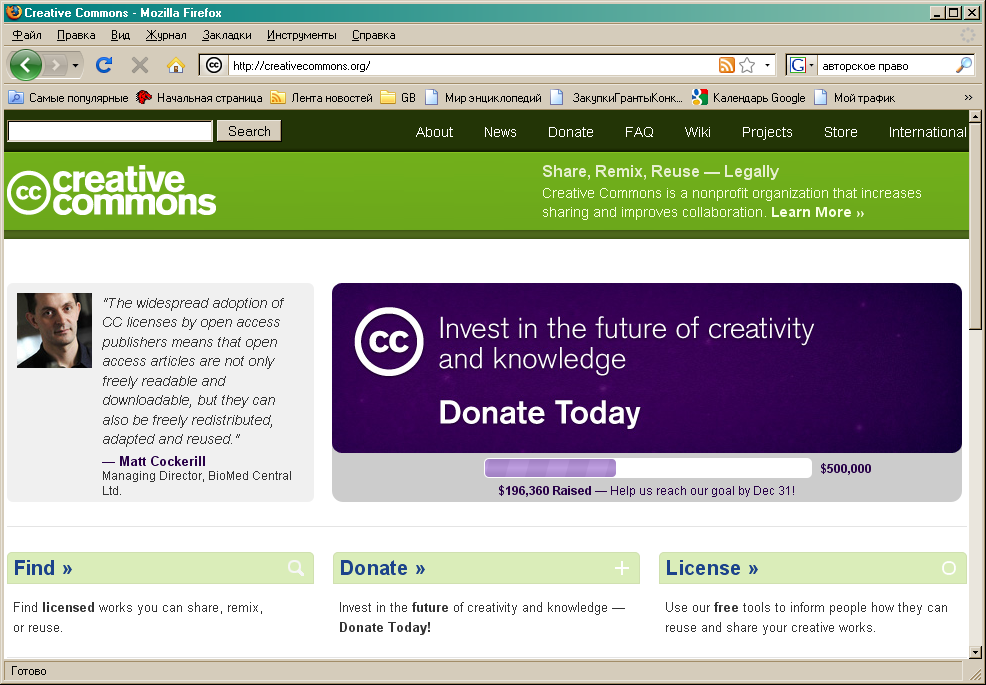 Creative Commons - Mozilla Firefox
Файл Правка Вид Журнал Закладки Инструменты Справка
http://creativecommons.org/ авторское право
Самые популярные Начальная страница Лента новостей GB Мир энциклопедий ЗакупкиГрантыКонк... Календарь Google Мой трафик »
Search About News Donate FAQ Wiki Projects Store International
cc creative
commons
Share, Remix, Reuse — Legally
Creative Commons is a nonprofit organization that increases
sharing and improves collaboration. Learn More ››
"The widespread adoption of
CC licenses by open access
publishers means that open
access articles are not only
freely readable and
downloadable, but they can
also be freely redistributed,
adapted and reused."
— Matt Cockerill
Managing Director, BioMed Central
Ltd.
cc Invest in the future of creativity
and knowledge
Donate Today
$500,000
$196,360 Raised — Help us reach our goal by Dec 31!
Find »
Find licensed works you can share, remix,
or reuse.
Donate »
Invest in the future of creativity and knowledge —
Donate Today!
License »
Use our free tools to inform people how they can
reuse and share your creative works.
Готово